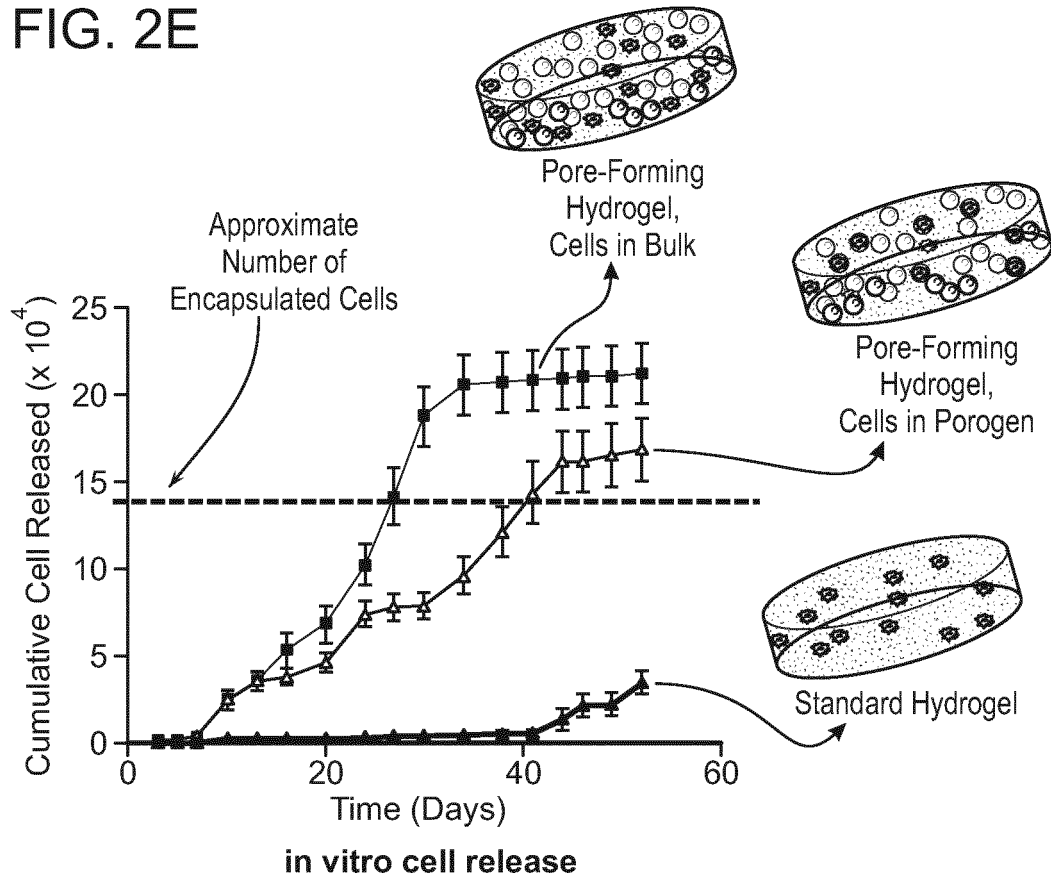 FIG. 2E
Pore-Forming
Hydrogel,
Cells in Bulk
Approximate
Number of
Encapsulated Cells
Pore-Forming
Hydrogel,
Cells in Porogen
Standard Hydrogel
Cumulative Cell Released (x 10⁴)
25
20
15
10
5
0
0 20 40 60
Time (Days)
in vitro cell release